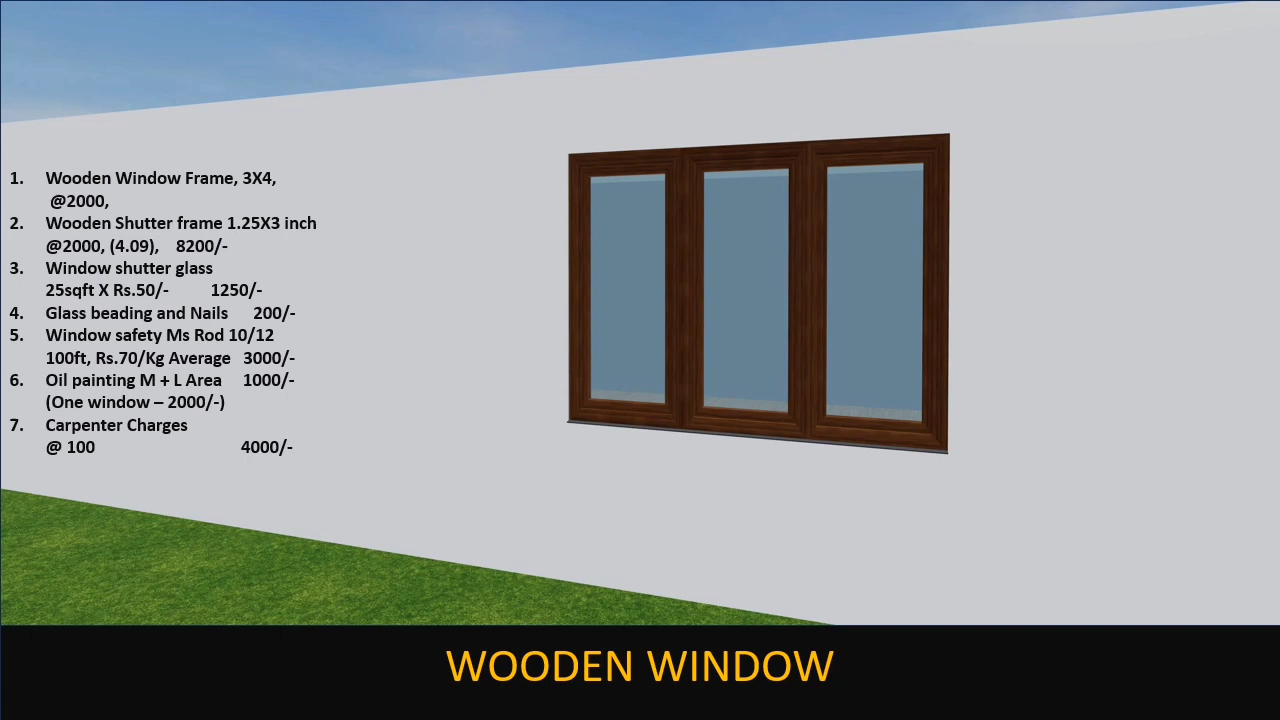 1. Wooden Window Frame, 3X4,
@2000,
2. Wooden Shutter frame 1.25X3 inch
@2000, (4.09), 8200/-
3. Window shutter glass
25sqft X Rs.50/- 1250/-
4. Glass beading and Nails 200/-
5. Window safety Ms Rod 10/12
100ft, Rs.70/Kg Average 3000/-
6. Oil painting M + L Area 1000/-
(One window – 2000/-)
7. Carpenter Charges
@ 100 4000/-
WOODEN WINDOW